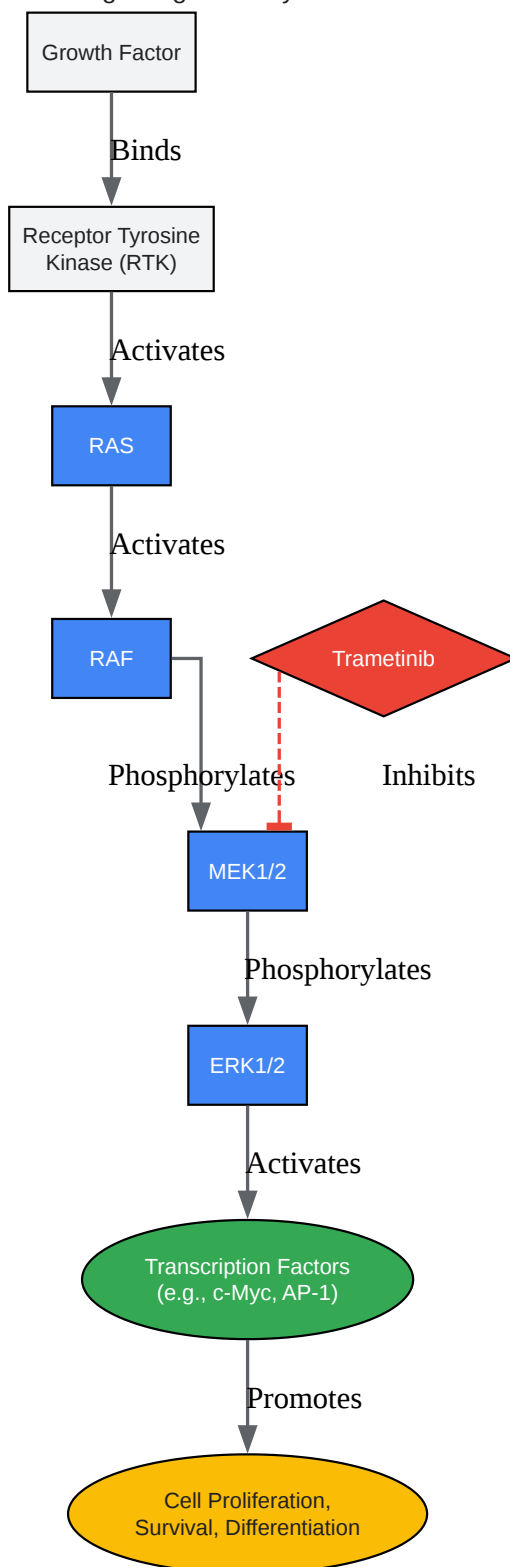 Growth Factor
Binds
Receptor Tyrosine
Kinase (RTK)
Activates
RAS
Activates
RAF
Trametinib
Phosphorylates
Inhibits
MEK1/2
Phosphorylates
ERK1/2
Activates
Transcription Factors
(e.g., c-Myc, AP-1)
Promotes
Cell Proliferation,
Survival, Differentiation